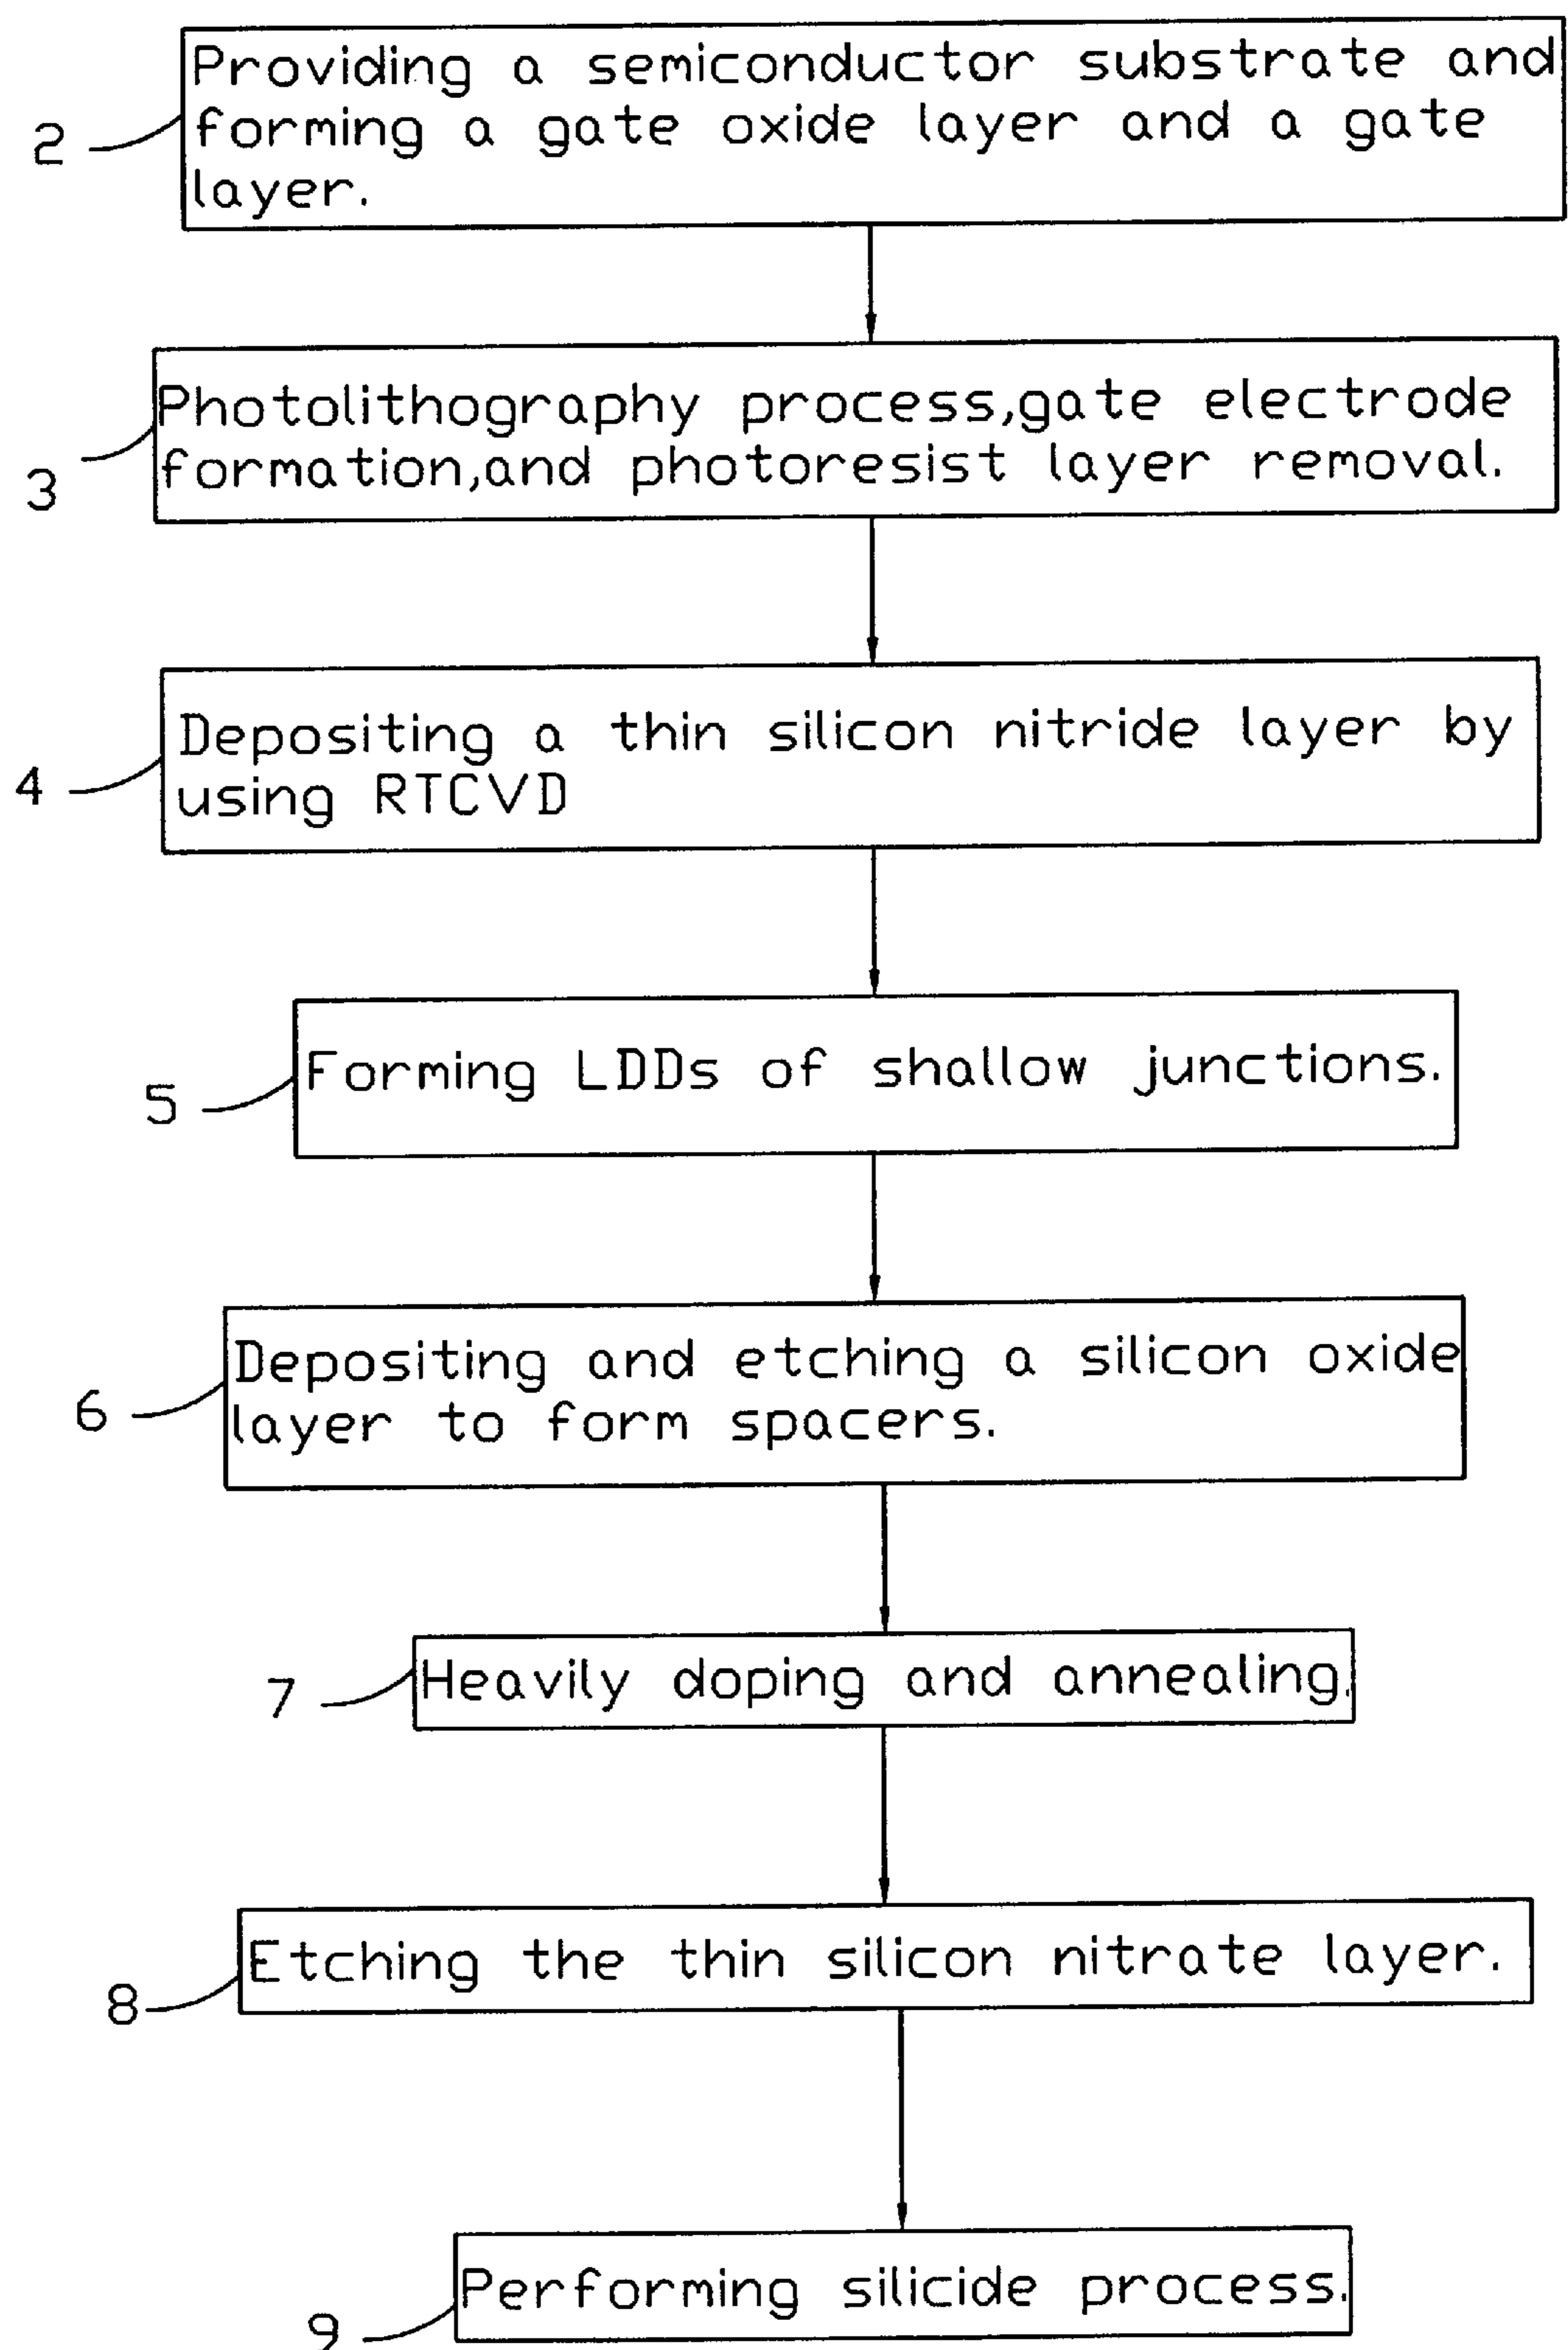 Providing a semiconductor substrate and
forming a gate oxide layer and a gate
layer.
2
Photolithography process,gate electrode
formation,and photoresist layer removal.
3
Depositing a thin silicon nitride layer by
using RTCVD
4
Forming LDDs of shallow junctions.
5
Depositing and etching a silicon oxide
layer to form spacers.
6
Heavily doping and annealing.
7
Etching the thin silicon nitrate layer.
8
Performing silicide process.
9